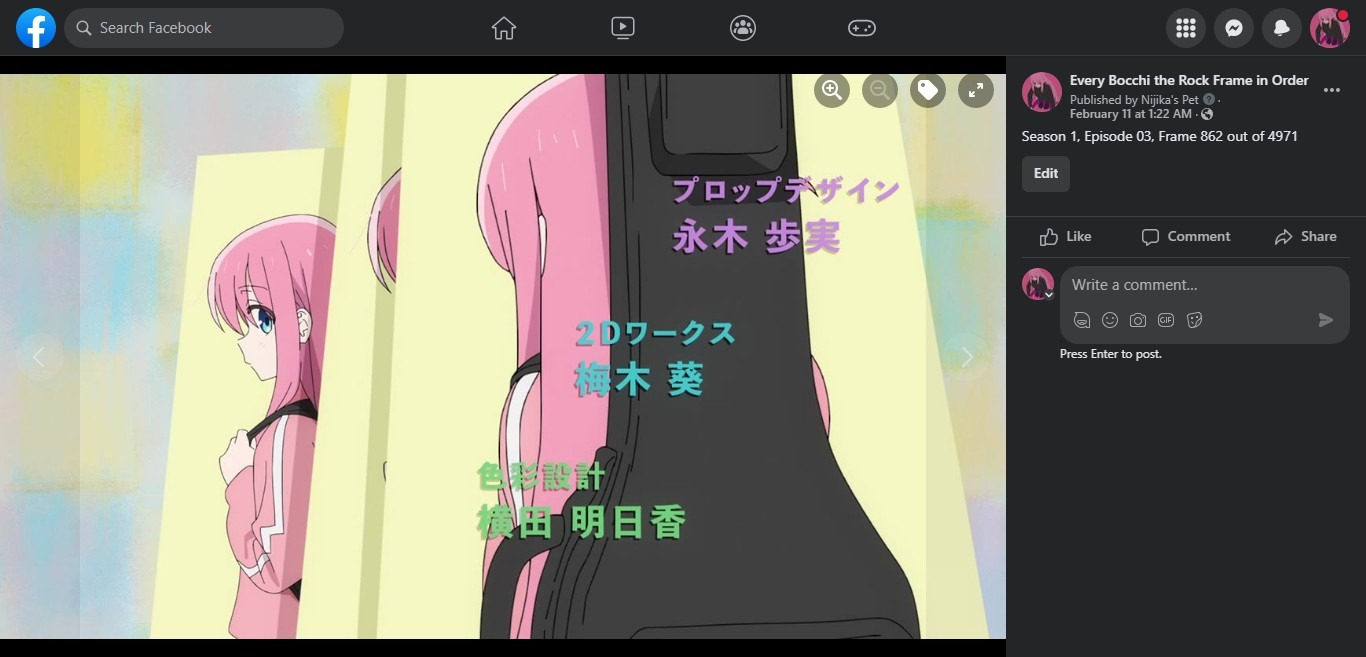 Search Facebook
Every Bocchi the Rock Frame in Order
Published by Nijika's Pet ·
February 11 at 1:22 AM ·
Season 1, Episode 03, Frame 862 out of 4971
Edit
Like Comment Share
Write a comment...
GIF
Press Enter to post.
プロップデザイン
永木 歩実
2Dワークス
梅木 葵
色彩設計
横田 明日香